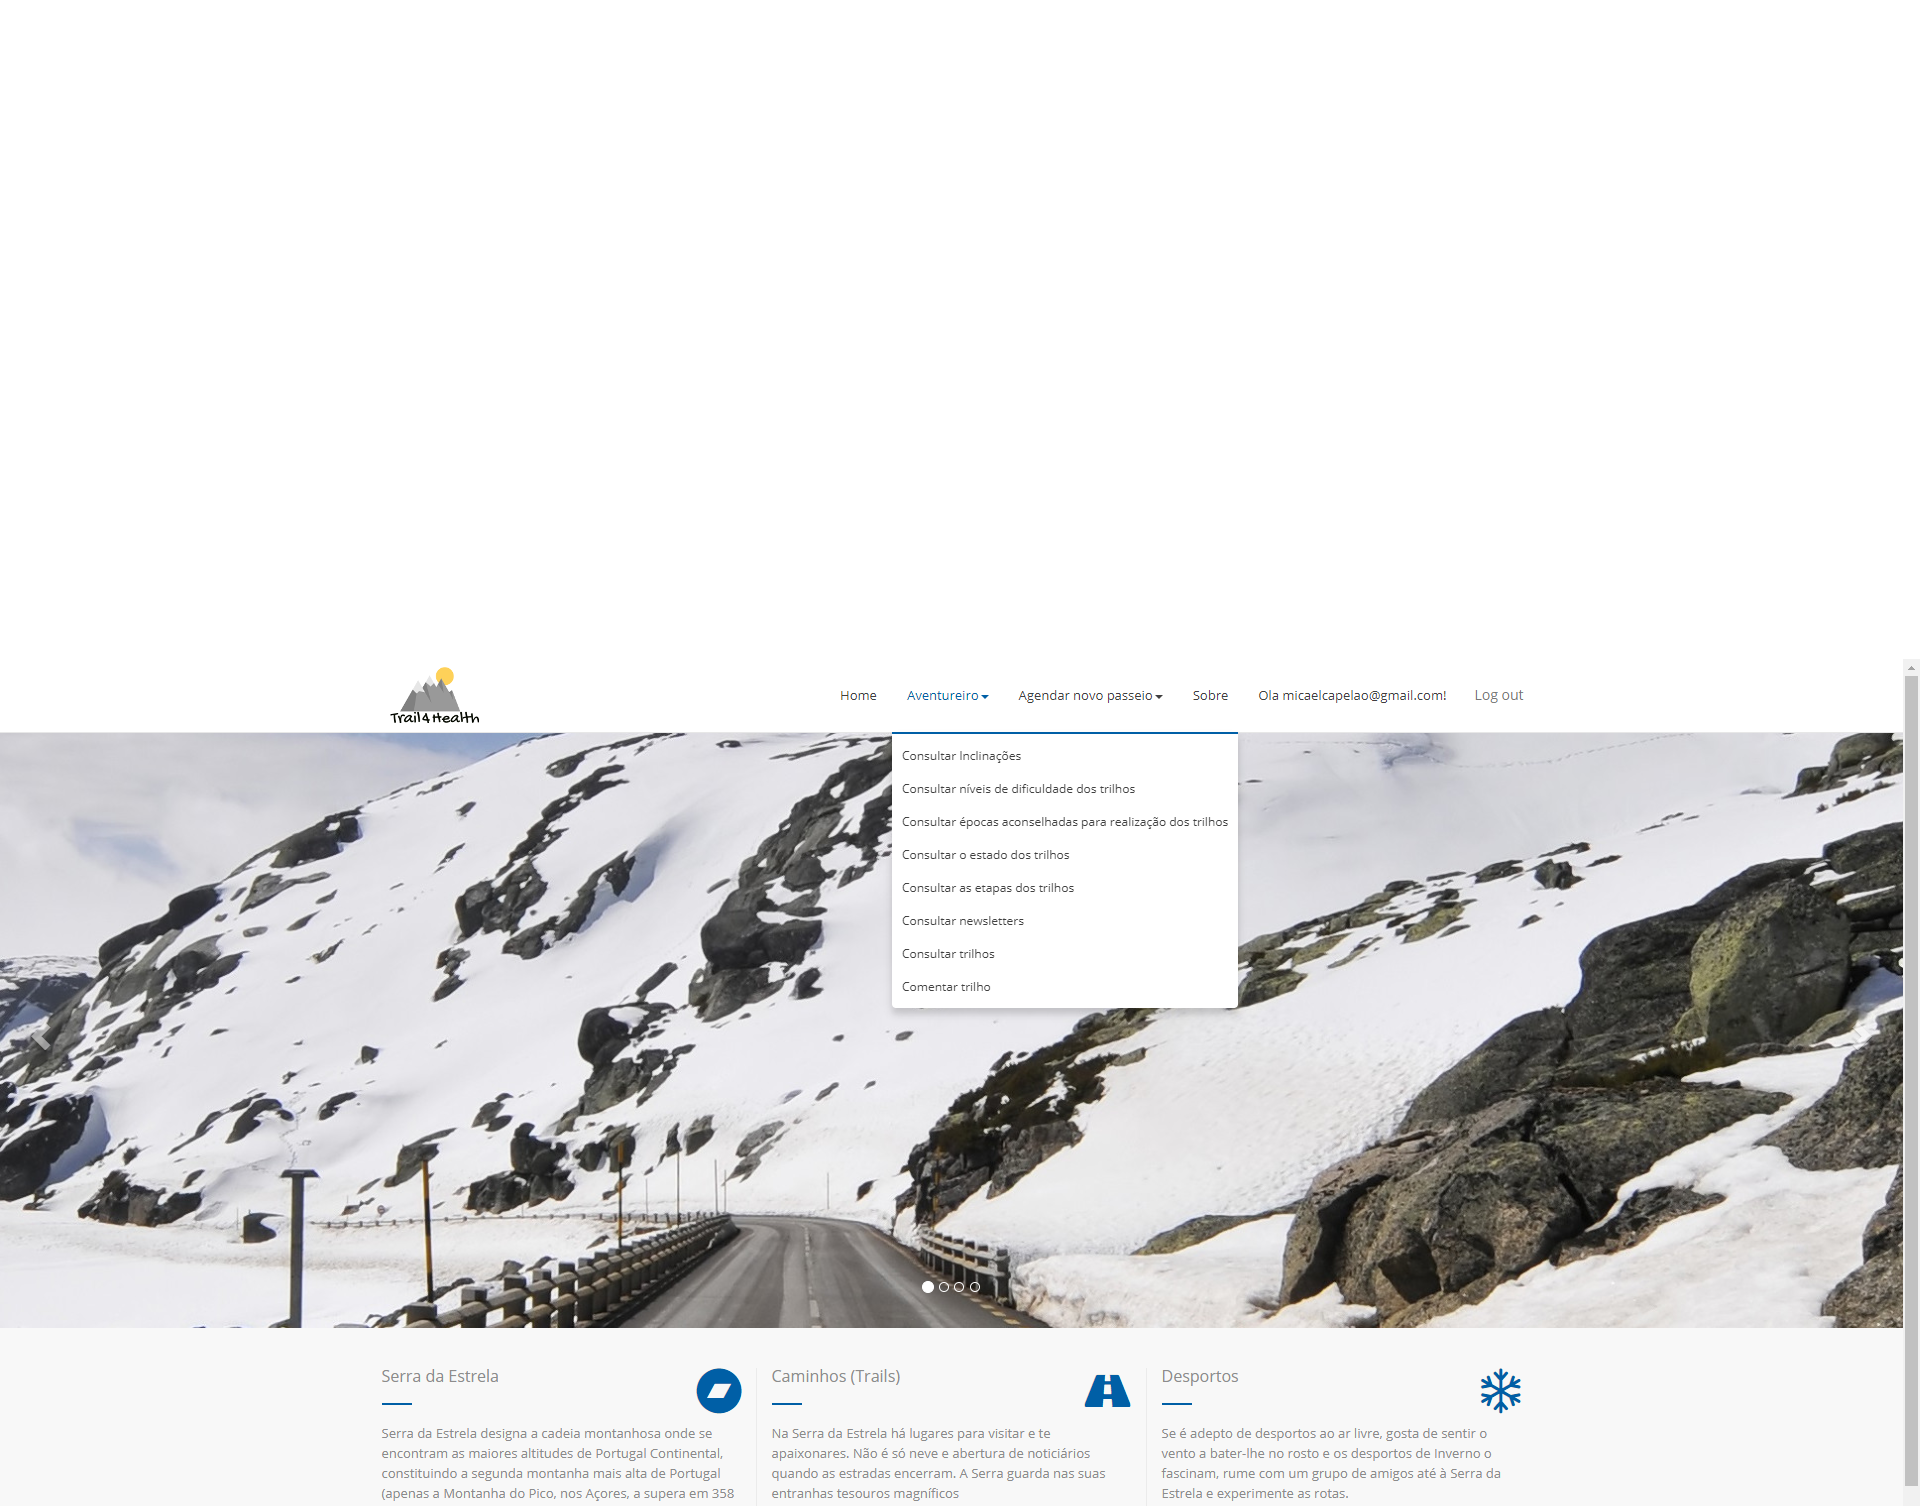 Trail4Health
Home
Aventureiro
Agendar novo passeio
Sobre
Ola micaelcapelao@gmail.com!
Log out
Consultar Inclinações
Consultar níveis de dificuldade dos trilhos
Consultar épocas aconselhadas para realização dos trilhos
Consultar o estado dos trilhos
Consultar as etapas dos trilhos
Consultar newsletters
Consultar trilhos
Comentar trilho
Serra da Estrela
Serra da Estrela designa a cadeia montanhosa onde se
encontram as maiores altitudes de Portugal Continental,
constituindo a segunda montanha mais alta de Portugal
(apenas a Montanha do Pico, nos Açores, a supera em 358
Caminhos (Trails)
Na Serra da Estrela há lugares para visitar e te
apaixonares. Não é só neve e abertura de noticiários
quando as estradas encerram. A Serra guarda nas suas
entranhas tesouros magníficos
Desportos
Se é adepto de desportos ao ar livre, gosta de sentir o
vento a bater-lhe no rosto e os desportos de Inverno o
fascinam, rume com um grupo de amigos até à Serra da
Estrela e experimente as rotas.